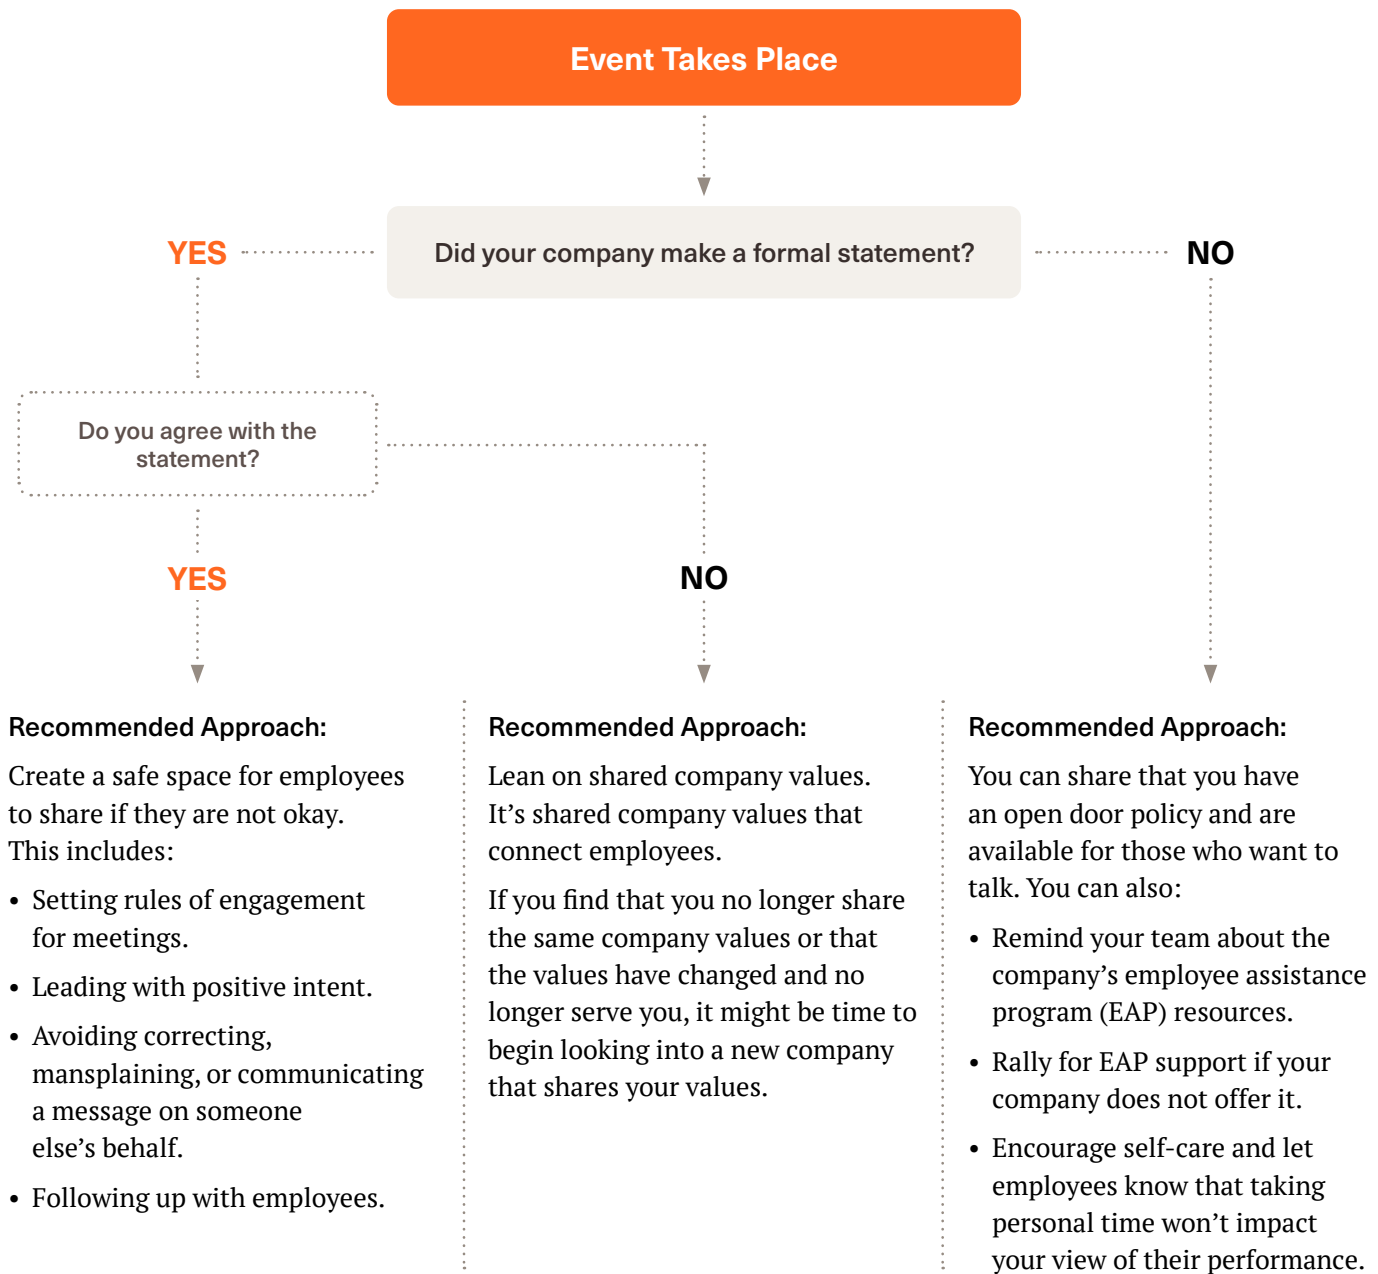 Event Takes Place
Did your company make a formal statement?
YES
NO
Do you agree with the
statement?
YES
NO
Recommended Approach:
Create a safe space for employees
to share if they are not okay.
This includes:
• Setting rules of engagement
for meetings.
• Leading with positive intent.
• Avoiding correcting,
mansplaining, or communicating
a message on someone
else’s behalf.
• Following up with employees.
Recommended Approach:
Lean on shared company values.
It’s shared company values that
connect employees.
If you find that you no longer share
the same company values or that
the values have changed and no
longer serve you, it might be time to
begin looking into a new company
that shares your values.
Recommended Approach:
You can share that you have
an open door policy and are
available for those who want to
talk. You can also:
• Remind your team about the
company’s employee assistance
program (EAP) resources.
• Rally for EAP support if your
company does not offer it.
• Encourage self-care and let
employees know that taking
personal time won’t impact
your view of their performance.